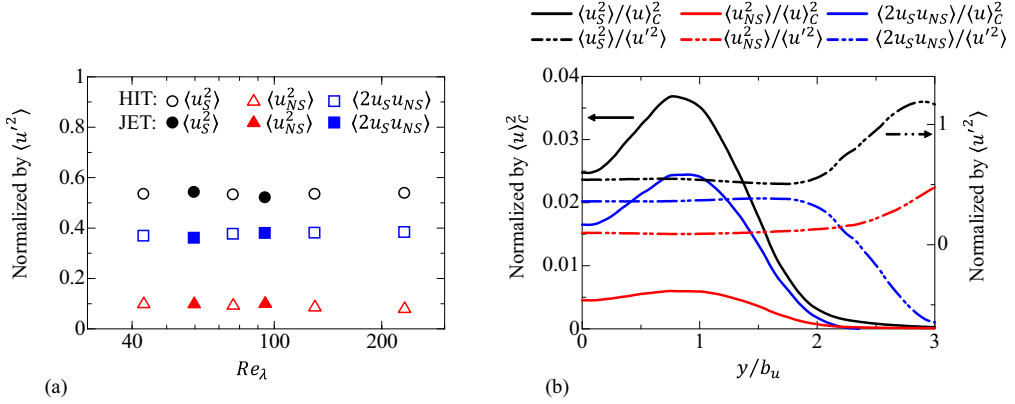 ⟨u_S^2⟩/⟨u⟩_C^2 ⟨u_NS^2⟩/⟨u⟩_C^2 ⟨2u_S u_NS⟩/⟨u⟩_C^2
⟨u_S^2⟩/⟨u'^2⟩ ⟨u_NS^2⟩/⟨u'^2⟩ ⟨2u_S u_NS⟩/⟨u'^2⟩
Normalized by ⟨u'^2⟩
1
0.8
0.6
0.4
0.2
0
HIT: ⟨u_S^2⟩ ⟨u_NS^2⟩ ⟨2u_S u_NS⟩
JET: ⟨u_S^2⟩ ⟨u_NS^2⟩ ⟨2u_S u_NS⟩
40 100 200
Re_λ
(a)
Normalized by ⟨u⟩_C^2
0.04
0.03
0.02
0.01
0
0 1 2 3
y/b_u
1
0
Normalized by ⟨u'^2⟩
(b)